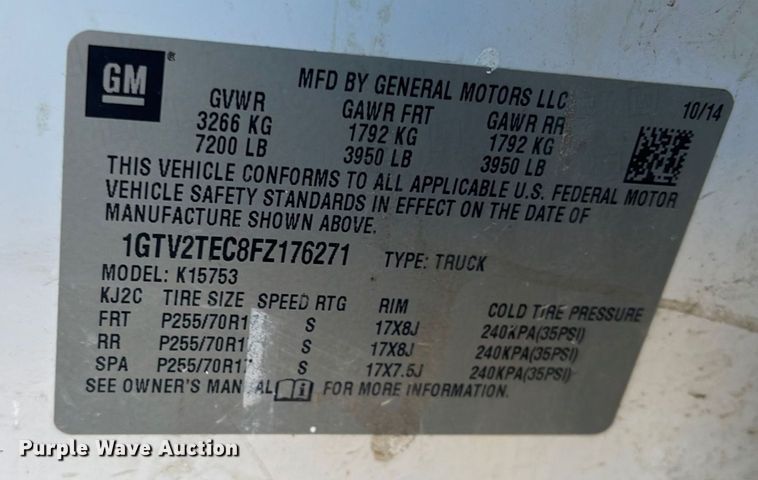 GM
MFD BY GENERAL MOTORS LLC
10/14
GVWR GAWR FRT GAWR RR
3266 KG 1792 KG 1792 KG
7200 LB 3950 LB 3950 LB
THIS VEHICLE CONFORMS TO ALL APPLICABLE U.S. FEDERAL MOTOR
VEHICLE SAFETY STANDARDS IN EFFECT ON THE DATE OF
MANUFACTURE SHOWN ABOVE.
1GTV2TEC8FZ176271 TYPE: TRUCK
MODEL: K15753
KJ2C TIRE SIZE SPEED RTG RIM COLD TIRE PRESSURE
FRT P255/70R1 S 17X8J 240KPA(35PSI)
RR P255/70R1 S 17X8J 240KPA(35PSI)
SPA P255/70R17 S 17X7.5J 240KPA(35PSI)
SEE OWNER'S MANUAL FOR MORE INFORMATION.
Purple Wave Auction